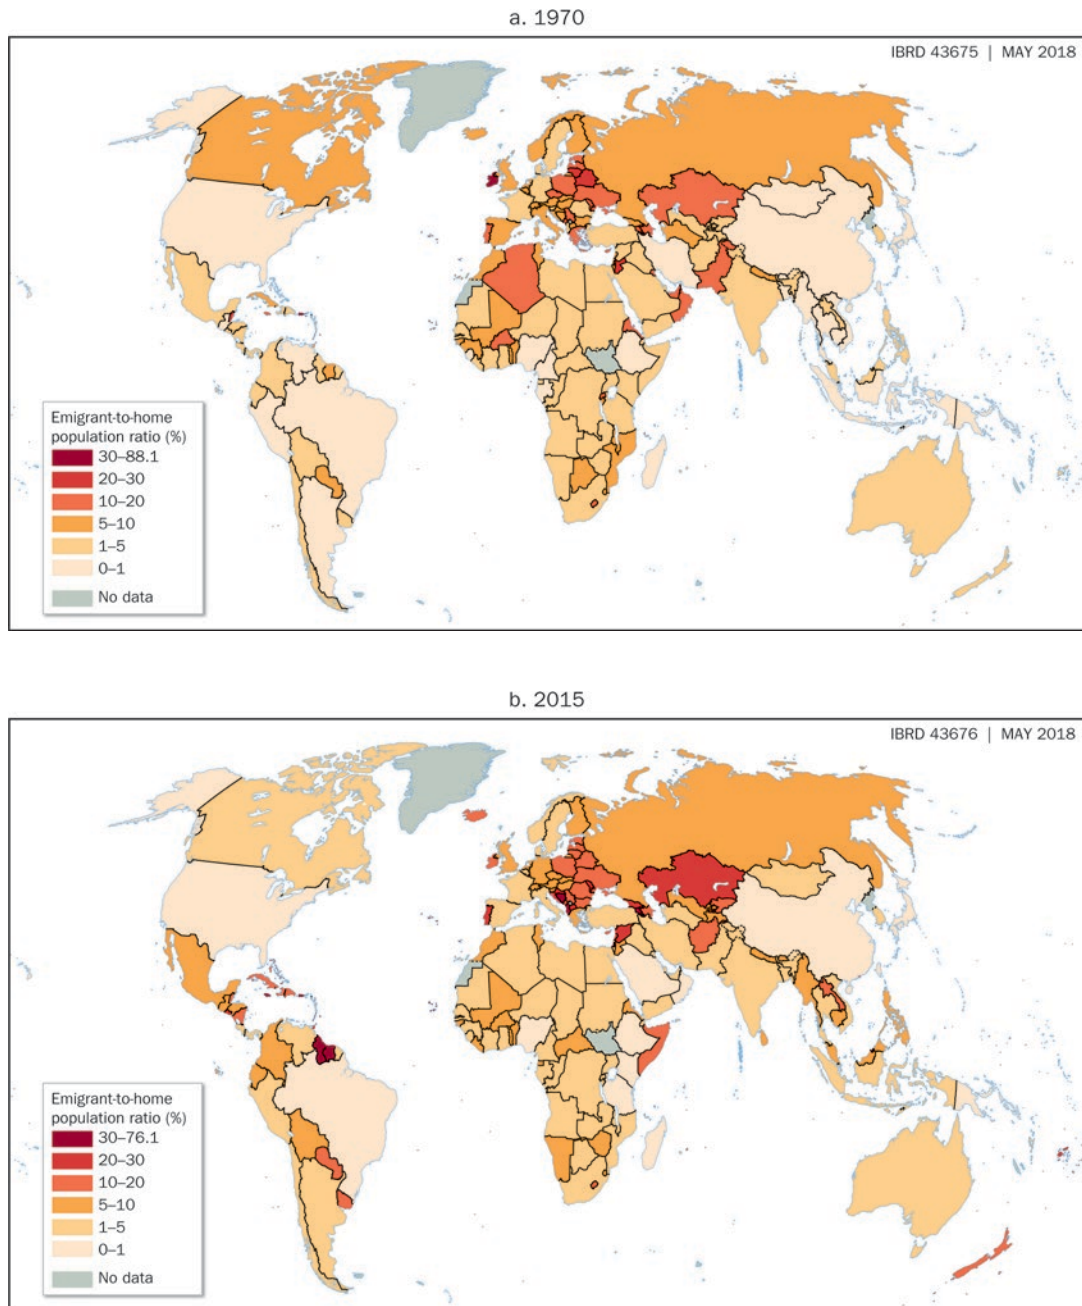 a. 1970
IBRD 43675 | MAY 2018
Emigrant-to-home
population ratio (%)
30–88.1
20–30
10–20
5–10
1–5
0–1
No data
b. 2015
IBRD 43676 | MAY 2018
Emigrant-to-home
population ratio (%)
30–76.1
20–30
10–20
5–10
1–5
0–1
No data